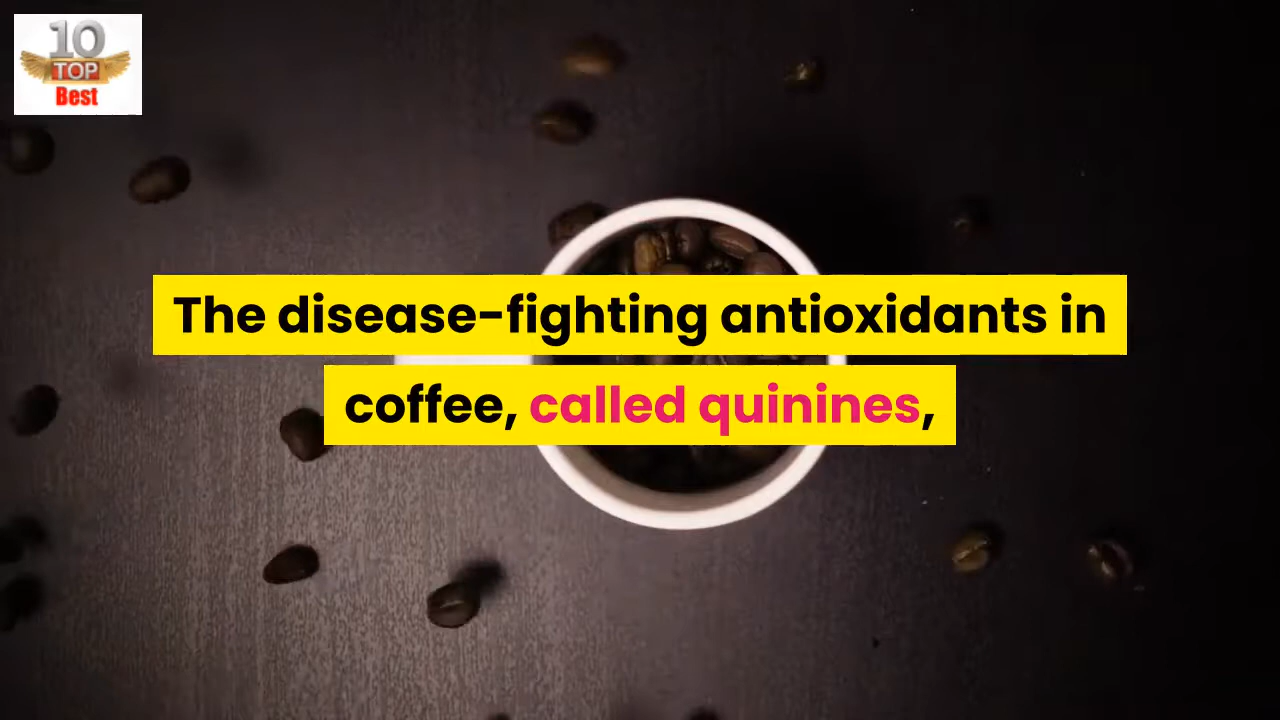 10
TOP
Best
The disease-fighting antioxidants in
coffee, called quinines,